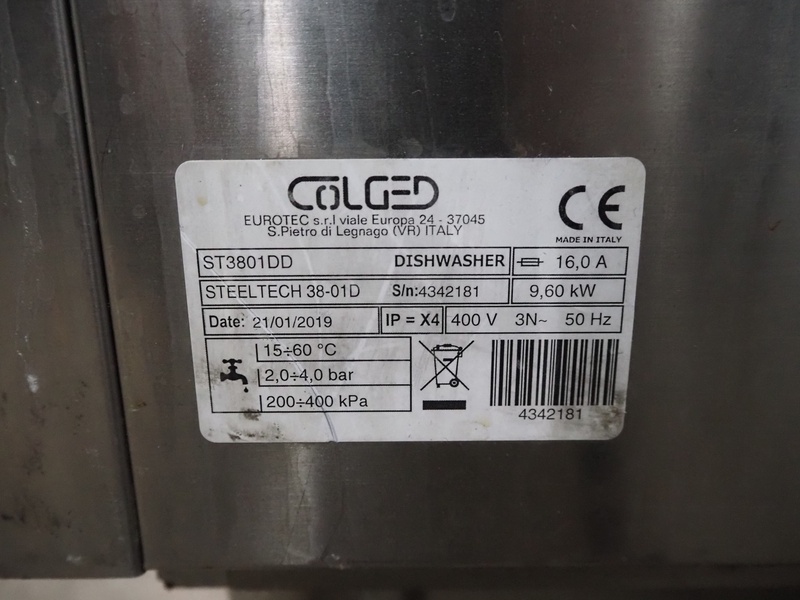 COLGED
EUROTEC s.r.l viale Europa 24 - 37045
S.Pietro di Legnago (VR) ITALY
CE
MADE IN ITALY
ST3801DD DISHWASHER 16,0 A
STEELTECH 38-01D S/n:4342181 9,60 kW
Date: 21/01/2019 IP = X4 400 V 3N~ 50 Hz
15÷60 °C
2,0÷4,0 bar
200÷400 kPa
4342181